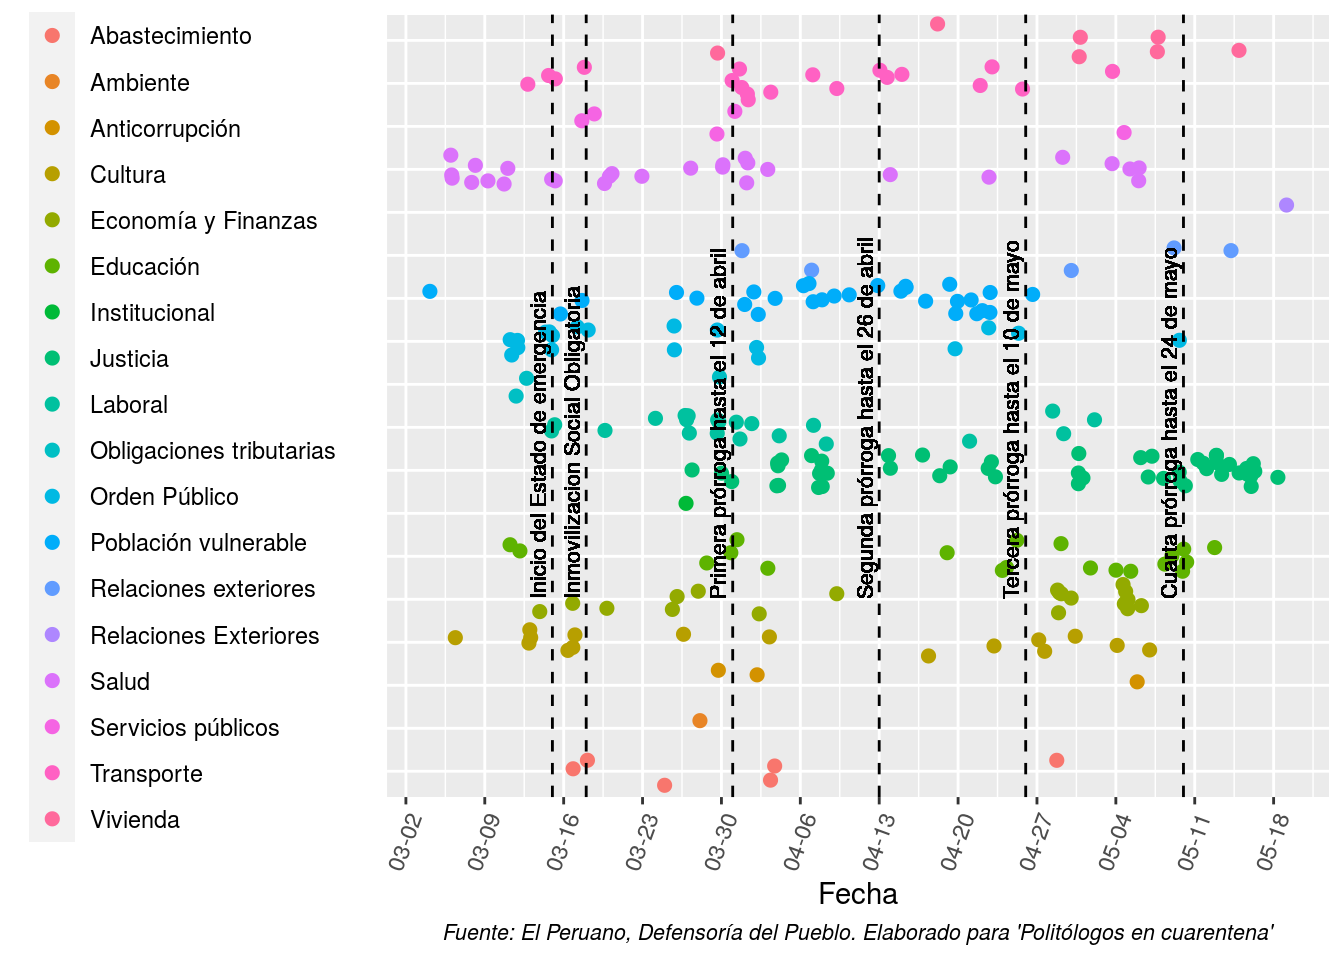 Abastecimiento
Ambiente
Anticorrupción
Cultura
Economía y Finanzas
Educación
Institucional
Justicia
Laboral
Obligaciones tributarias
Orden Público
Población vulnerable
Relaciones exteriores
Relaciones Exteriores
Salud
Servicios públicos
Transporte
Vivienda
Inicio del Estado de emergencia
Inmovilizacion Social Obligatoria
Primera prórroga hasta el 12 de abril
Segunda prórroga hasta el 26 de abril
Tercera prórroga hasta el 10 de mayo
Cuarta prórroga hasta el 24 de mayo
03-02
03-09
03-16
03-23
03-30
04-06
04-13
04-20
04-27
05-04
05-11
05-18
Fecha
Fuente: El Peruano, Defensoría del Pueblo. Elaborado para 'Politólogos en cuarentena'